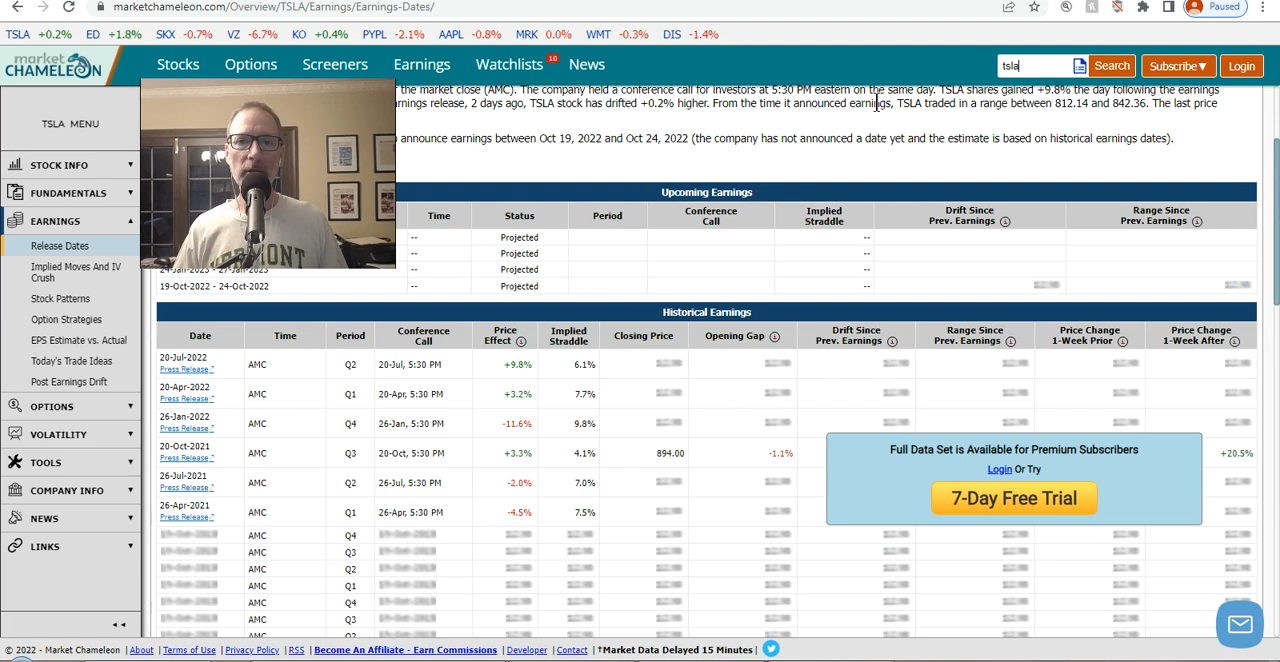 marketchameleon.com/Overview/TSLA/Earnings/Earnings-Dates/
Paused
TSLA +0.2% ED +1.8% SKX -0.7% VZ -6.7% KO +0.4% PYPL -2.1% AAPL -0.8% MRK 0.0% WMT -0.3% DIS -1.4%
market CHAMELEON
Stocks Options Screeners Earnings Watchlists 10 News
tsla Search Subscribe▼ Login
the market close (AMC). The company held a conference call for investors at 5:30 PM eastern on the same day. TSLA shares gained +9.8% the day following the earnings
release, 2 days ago, TSLA stock has drifted +0.2% higher. From the time it announced earnings, TSLA traded in a range between 812.14 and 842.36. The last price
announce earnings between Oct 19, 2022 and Oct 24, 2022 (the company has not announced a date yet and the estimate is based on historical earnings dates).
TSLA MENU
STOCK INFO
FUNDAMENTALS
EARNINGS
Release Dates
Implied Moves And IV
Crush
Stock Patterns
Option Strategies
EPS Estimate vs. Actual
Today's Trade Ideas
Post Earnings Drift
OPTIONS
VOLATILITY
TOOLS
COMPANY INFO
NEWS
LINKS
VERMONT
Upcoming Earnings
Time Status Period Conference Call Implied Straddle Drift Since Prev. Earnings Range Since Prev. Earnings
-- Projected --
-- Projected --
24-Jan-2023 - 27-Jan-2023 -- Projected --
19-Oct-2022 - 24-Oct-2022 -- Projected --
Historical Earnings
Date Time Period Conference Call Price Effect Implied Straddle Closing Price Opening Gap Drift Since Prev. Earnings Range Since Prev. Earnings Price Change 1-Week Prior Price Change 1-Week After
20-Jul-2022 AMC Q2 20-Jul, 5:30 PM +9.8% 6.1%
Press Release
20-Apr-2022 AMC Q1 20-Apr, 5:30 PM +3.2% 7.7%
Press Release
26-Jan-2022 AMC Q4 26-Jan, 5:30 PM -11.6% 9.8%
Press Release
20-Oct-2021 AMC Q3 20-Oct, 5:30 PM +3.3% 4.1% 894.00 -1.1% +20.5%
Press Release
26-Jul-2021 AMC Q2 26-Jul, 5:30 PM -2.0% 7.0%
Press Release
26-Apr-2021 AMC Q1 26-Apr, 5:30 PM -4.5% 7.5%
Press Release
AMC Q4
AMC Q3
AMC Q2
AMC Q1
AMC Q4
AMC Q3
AMC Q2
Full Data Set is Available for Premium Subscribers
Login Or Try
7-Day Free Trial
© 2022 - Market Chameleon | About | Terms of Use | Privacy Policy | RSS | Become An Affiliate - Earn Commissions | Developer | Contact | †Market Data Delayed 15 Minutes |